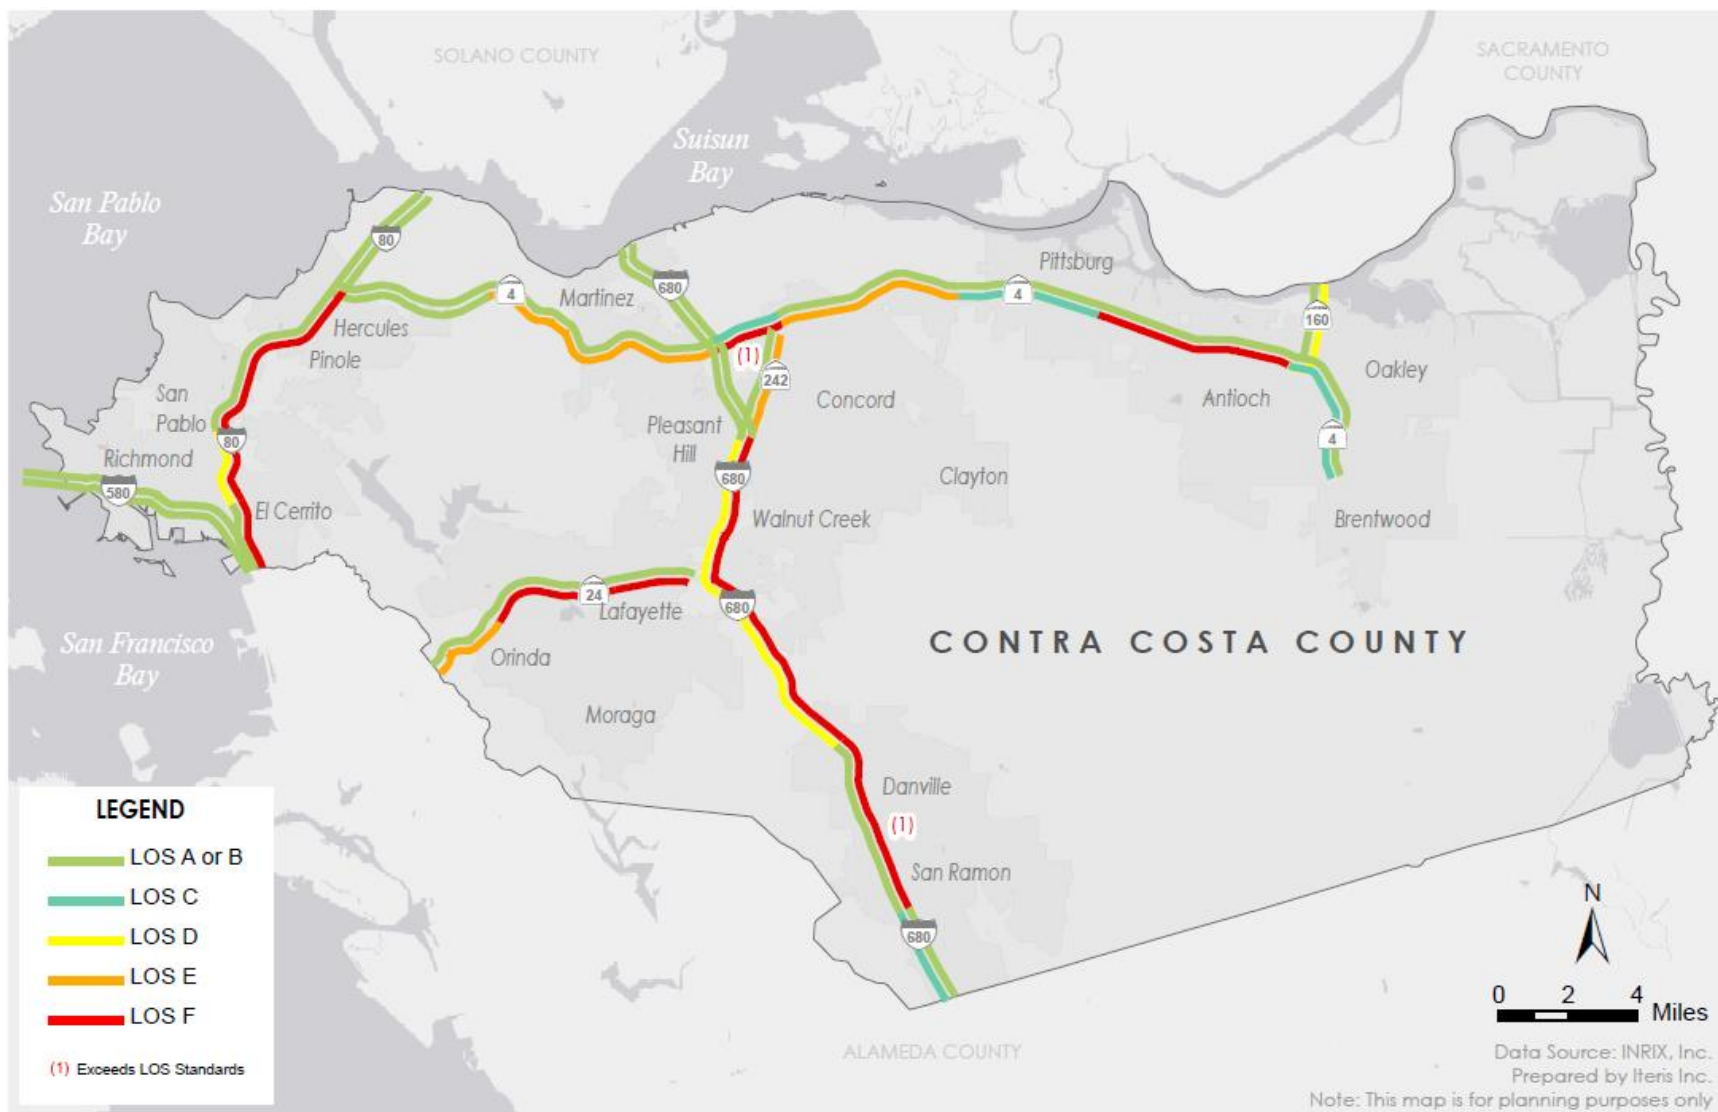 SOLANO COUNTY
SACRAMENTO
COUNTY
Suisun
Bay
San Pablo
Bay
80
680
4
Martinez
Pittsburg
4
160
Hercules
Pinole
(1)
242
Oakley
San
Pablo
Concord
Antioch
Pleasant
Hill
80
4
Richmond
580
680
Clayton
El Cerrito
Walnut Creek
Brentwood
24
Lafayette
680
CONTRA COSTA COUNTY
San Francisco
Bay
Orinda
Moraga
Danville
(1)
San Ramon
680
ALAMEDA COUNTY
LEGEND
LOS A or B
LOS C
LOS D
LOS E
LOS F
(1) Exceeds LOS Standards
N
0 2 4
Miles
Data Source: INRIX, Inc.
Prepared by Iteris Inc.
Note: This map is for planning purposes only